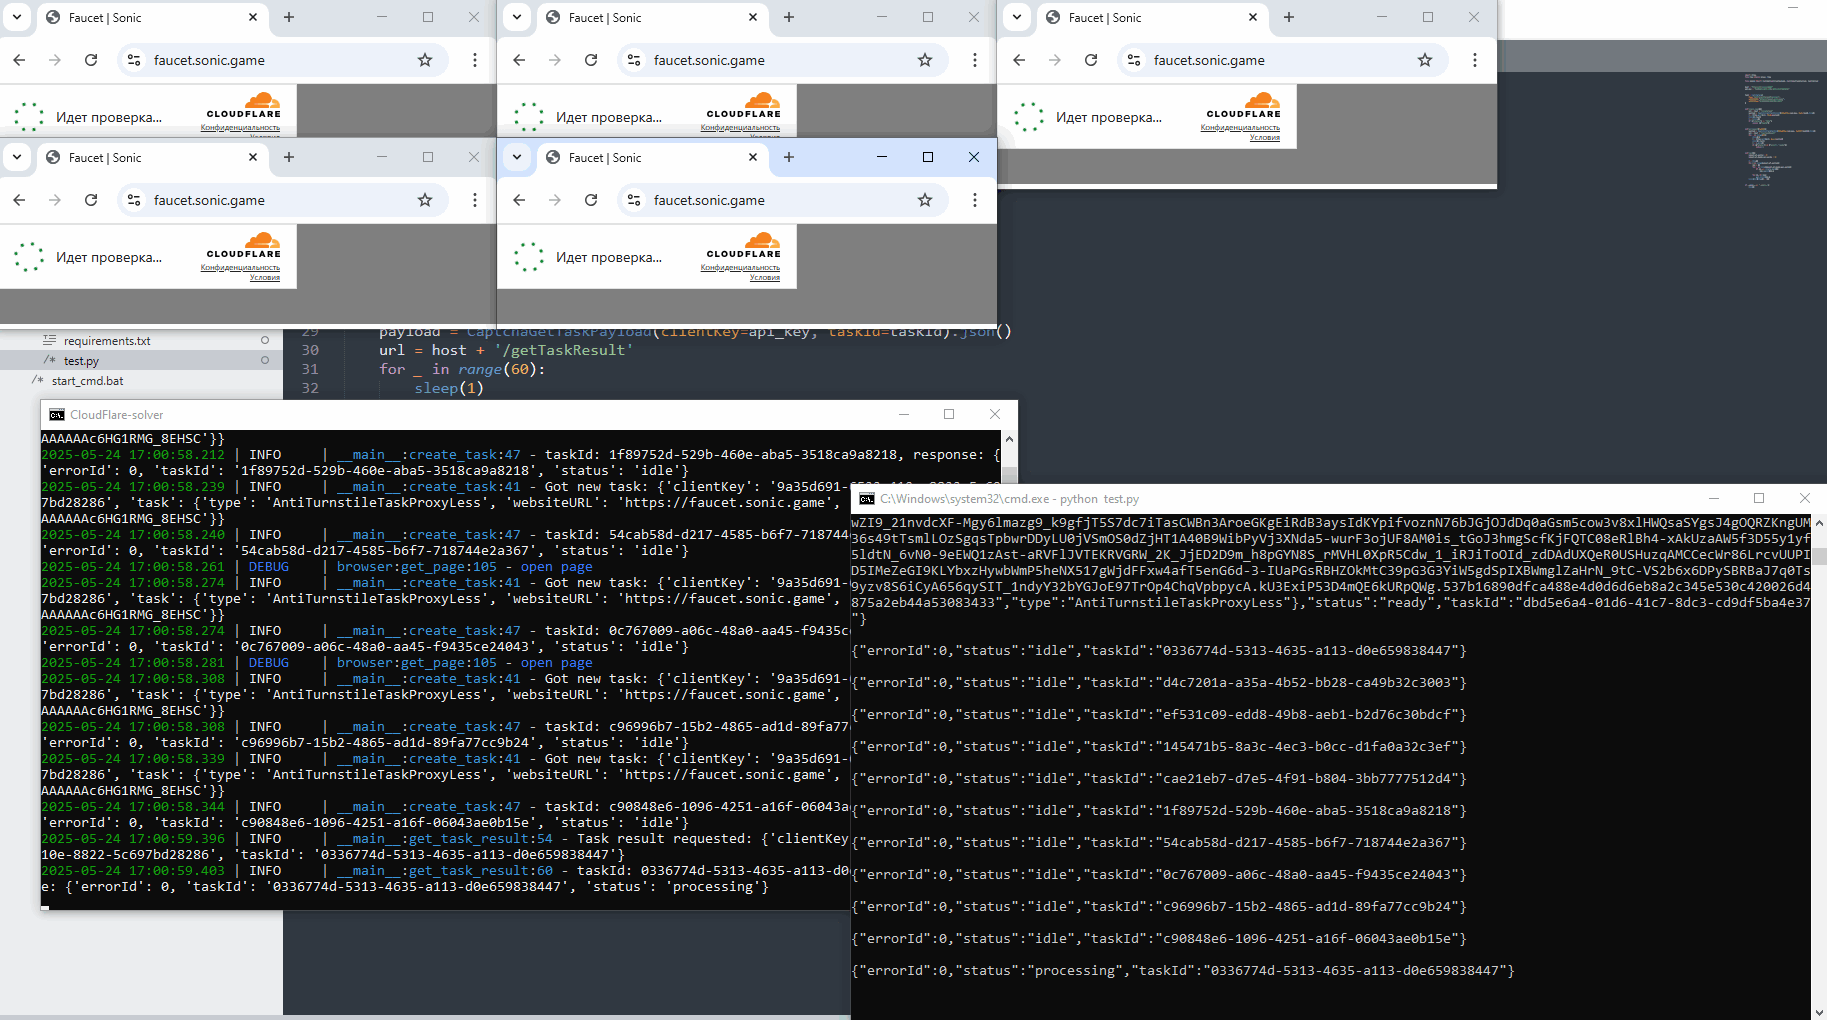 Faucet | Sonic
Faucet | Sonic
Faucet | Sonic
faucet.sonic.game
faucet.sonic.game
faucet.sonic.game
Идет проверка...
CLOUDFLARE
Конфиденциальность
Условия
Идет проверка...
CLOUDFLARE
Конфиденциальность
Условия
Идет проверка...
CLOUDFLARE
Конфиденциальность
Условия
Faucet | Sonic
Faucet | Sonic
faucet.sonic.game
faucet.sonic.game
Идет проверка...
CLOUDFLARE
Конфиденциальность
Условия
Идет проверка...
CLOUDFLARE
Конфиденциальность
Условия
requirements.txt
/* test.py
/* start_cmd.bat
29 payload = CaptchaGetTaskPayload(clientKey=api_key, taskId=taskId).json()
30 url = host + '/getTaskResult'
31 for _ in range(60):
32 sleep(1)
CloudFlare-solver
AAAAAAc6HG1RMG_8EHSC'}}
2025-05-24 17:00:58.212 | INFO | __main__:create_task:47 - taskId: 1f89752d-529b-460e-aba5-3518ca9a8218, response: {
'errorId': 0, 'taskId': '1f89752d-529b-460e-aba5-3518ca9a8218', 'status': 'idle'}
2025-05-24 17:00:58.239 | INFO | __main__:create_task:41 - Got new task: {'clientKey': '9a35d691-
7bd28286', 'task': {'type': 'AntiTurnstileTaskProxyLess', 'websiteURL': 'https://faucet.sonic.game',
AAAAAAc6HG1RMG_8EHSC'}}
2025-05-24 17:00:58.240 | INFO | __main__:create_task:47 - taskId: 54cab58d-d217-4585-b6f7-718744
'errorId': 0, 'taskId': '54cab58d-d217-4585-b6f7-718744e2a367', 'status': 'idle'}
2025-05-24 17:00:58.261 | DEBUG | browser:get_page:105 - open page
2025-05-24 17:00:58.274 | INFO | __main__:create_task:41 - Got new task: {'clientKey': '9a35d691-
7bd28286', 'task': {'type': 'AntiTurnstileTaskProxyLess', 'websiteURL': 'https://faucet.sonic.game',
AAAAAAc6HG1RMG_8EHSC'}}
2025-05-24 17:00:58.274 | INFO | __main__:create_task:47 - taskId: 0c767009-a06c-48a0-aa45-f9435c
'errorId': 0, 'taskId': '0c767009-a06c-48a0-aa45-f9435ce24043', 'status': 'idle'}
2025-05-24 17:00:58.281 | DEBUG | browser:get_page:105 - open page
2025-05-24 17:00:58.308 | INFO | __main__:create_task:41 - Got new task: {'clientKey': '9a35d691-
7bd28286', 'task': {'type': 'AntiTurnstileTaskProxyLess', 'websiteURL': 'https://faucet.sonic.game',
AAAAAAc6HG1RMG_8EHSC'}}
2025-05-24 17:00:58.308 | INFO | __main__:create_task:47 - taskId: c96996b7-15b2-4865-ad1d-89fa77
'errorId': 0, 'taskId': 'c96996b7-15b2-4865-ad1d-89fa77cc9b24', 'status': 'idle'}
2025-05-24 17:00:58.339 | INFO | __main__:create_task:41 - Got new task: {'clientKey': '9a35d691-
7bd28286', 'task': {'type': 'AntiTurnstileTaskProxyLess', 'websiteURL': 'https://faucet.sonic.game',
AAAAAAc6HG1RMG_8EHSC'}}
2025-05-24 17:00:58.344 | INFO | __main__:create_task:47 - taskId: c90848e6-1096-4251-a16f-06043a
'errorId': 0, 'taskId': 'c90848e6-1096-4251-a16f-06043ae0b15e', 'status': 'idle'}
2025-05-24 17:00:59.396 | INFO | __main__:get_task_result:54 - Task result requested: {'clientKey
10e-8822-5c697bd28286', 'taskId': '0336774d-5313-4635-a113-d0e659838447'}
2025-05-24 17:00:59.403 | INFO | __main__:get_task_result:60 - taskId: 0336774d-5313-4635-a113-d0
e: {'errorId': 0, 'taskId': '0336774d-5313-4635-a113-d0e659838447', 'status': 'processing'}
C:\Windows\system32\cmd.exe - python test.py
875a2eb44a53083433","type":"AntiTurnstileTaskProxyLess"},"status":"ready","taskId":"dbd5e6a4-01d6-41c7-8dc3-cd9df5ba4e37
"}
{"errorId":0,"status":"idle","taskId":"0336774d-5313-4635-a113-d0e659838447"}
{"errorId":0,"status":"idle","taskId":"d4c7201a-a35a-4b52-bb28-ca49b32c3003"}
{"errorId":0,"status":"idle","taskId":"ef531c09-edd8-49b8-aeb1-b2d76c30bdcf"}
{"errorId":0,"status":"idle","taskId":"145471b5-8a3c-4ec3-b0cc-d1fa0a32c3ef"}
{"errorId":0,"status":"idle","taskId":"cae21eb7-d7e5-4f91-b804-3bb7777512d4"}
{"errorId":0,"status":"idle","taskId":"1f89752d-529b-460e-aba5-3518ca9a8218"}
{"errorId":0,"status":"idle","taskId":"54cab58d-d217-4585-b6f7-718744e2a367"}
{"errorId":0,"status":"idle","taskId":"0c767009-a06c-48a0-aa45-f9435ce24043"}
{"errorId":0,"status":"idle","taskId":"c96996b7-15b2-4865-ad1d-89fa77cc9b24"}
{"errorId":0,"status":"idle","taskId":"c90848e6-1096-4251-a16f-06043ae0b15e"}
{"errorId":0,"status":"processing","taskId":"0336774d-5313-4635-a113-d0e659838447"}